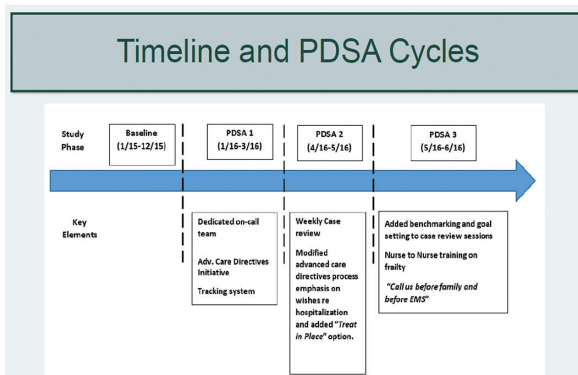 Timeline and PDSA Cycles
Study
Phase
Baseline
(1/15-12/15)
PDSA 1
(1/16-3/16)
PDSA 2
(4/16-5/16)
PDSA 3
(5/16-6/16)
Key
Elements
Dedicated on-call
team
Adv. Care Directives
Initiative
Tracking system
Weekly Case
review
Modified
advanced care
directives process
emphasis on
wishes re
hospitalization
and added "Treat
in Place" option.
Added benchmarking and goal
setting to case review sessions
Nurse to Nurse training on
frailty
"Call us before family and
before EMS"